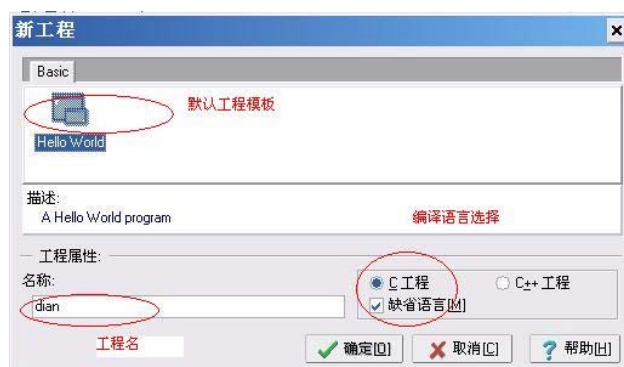 新工程
Basic
默认工程模板
Hello World
描述:
A Hello World program
编译语言选择
工程属性:
名称:
C 工程
C++ 工程
dian
缺省语言[M]
工程名
确定[O]
取消[C]
帮助[H]